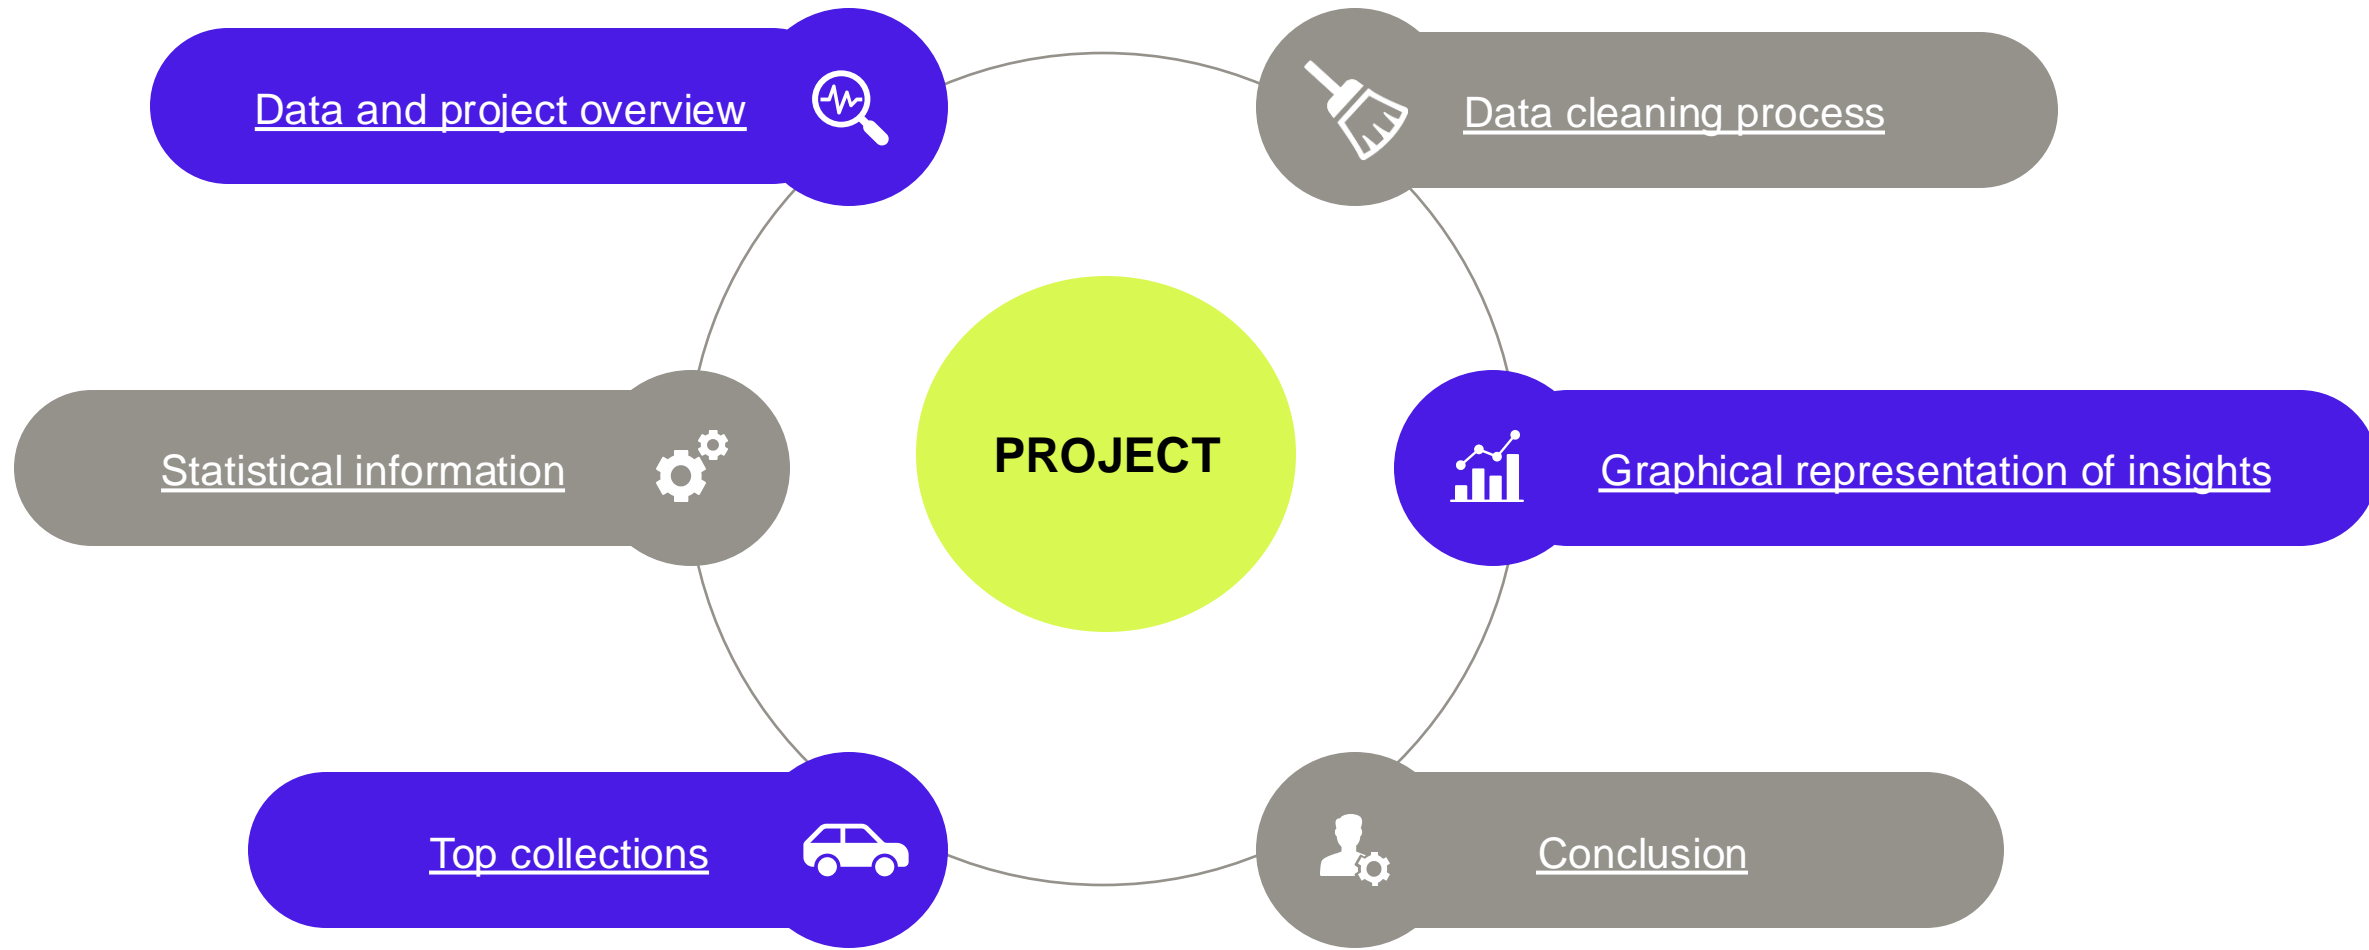 Data and project overview
Data cleaning process
Statistical information
PROJECT
Graphical representation of insights
Top collections
Conclusion